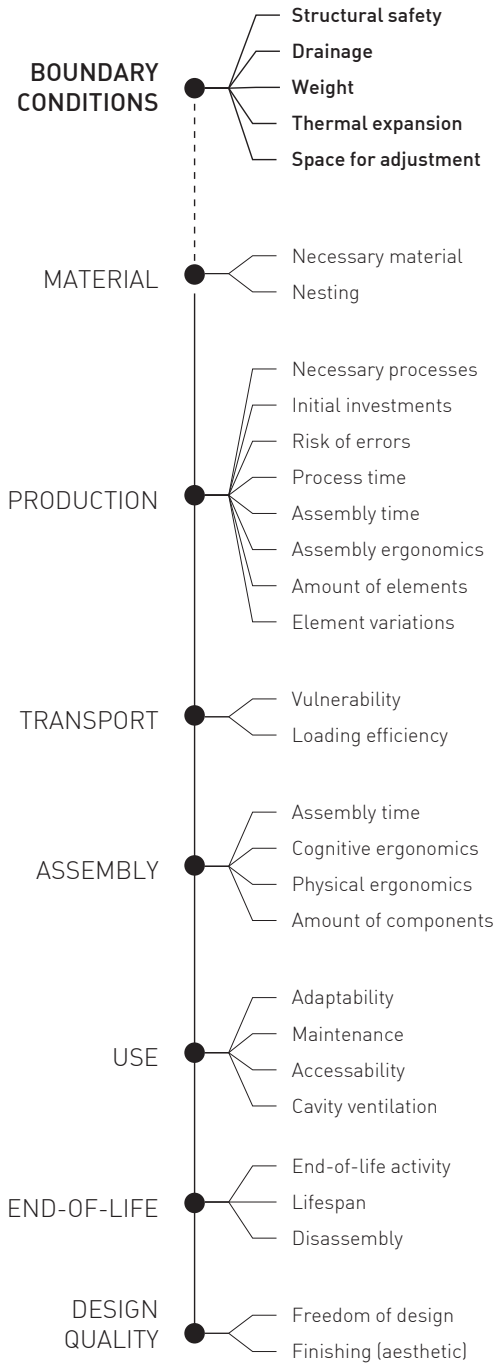 BOUNDARY
CONDITIONS
Structural safety
Drainage
Weight
Thermal expansion
Space for adjustment
MATERIAL
Necessary material
Nesting
PRODUCTION
Necessary processes
Initial investments
Risk of errors
Process time
Assembly time
Assembly ergonomics
Amount of elements
Element variations
TRANSPORT
Vulnerability
Loading efficiency
ASSEMBLY
Assembly time
Cognitive ergonomics
Physical ergonomics
Amount of components
USE
Adaptability
Maintenance
Accessability
Cavity ventilation
END-OF-LIFE
End-of-life activity
Lifespan
Disassembly
DESIGN
QUALITY
Freedom of design
Finishing (aesthetic)